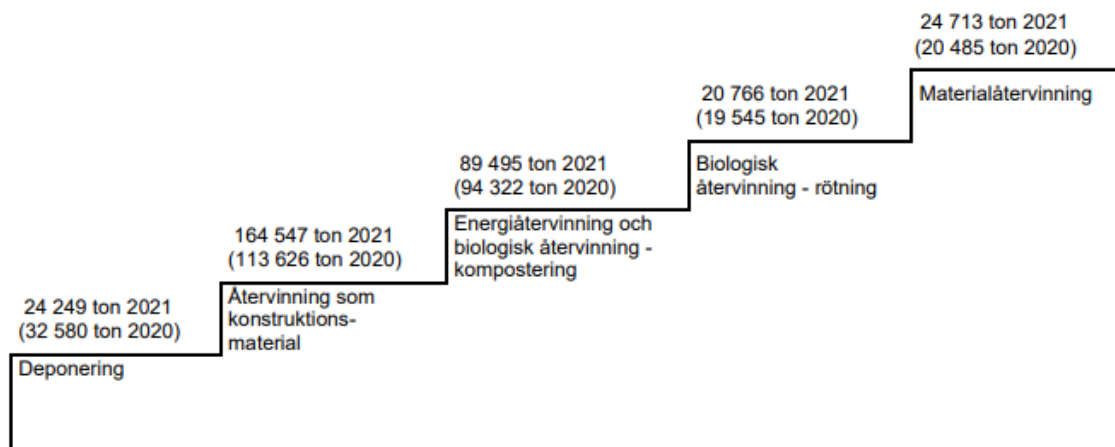 24 713 ton 2021
(20 485 ton 2020)
Materialåtervinning
20 766 ton 2021
(19 545 ton 2020)
Biologisk
återvinning - rötning
89 495 ton 2021
(94 322 ton 2020)
Energiåtervinning och
biologisk återvinning -
kompostering
164 547 ton 2021
(113 626 ton 2020)
Återvinning som
konstruktions-
material
24 249 ton 2021
(32 580 ton 2020)
Deponering